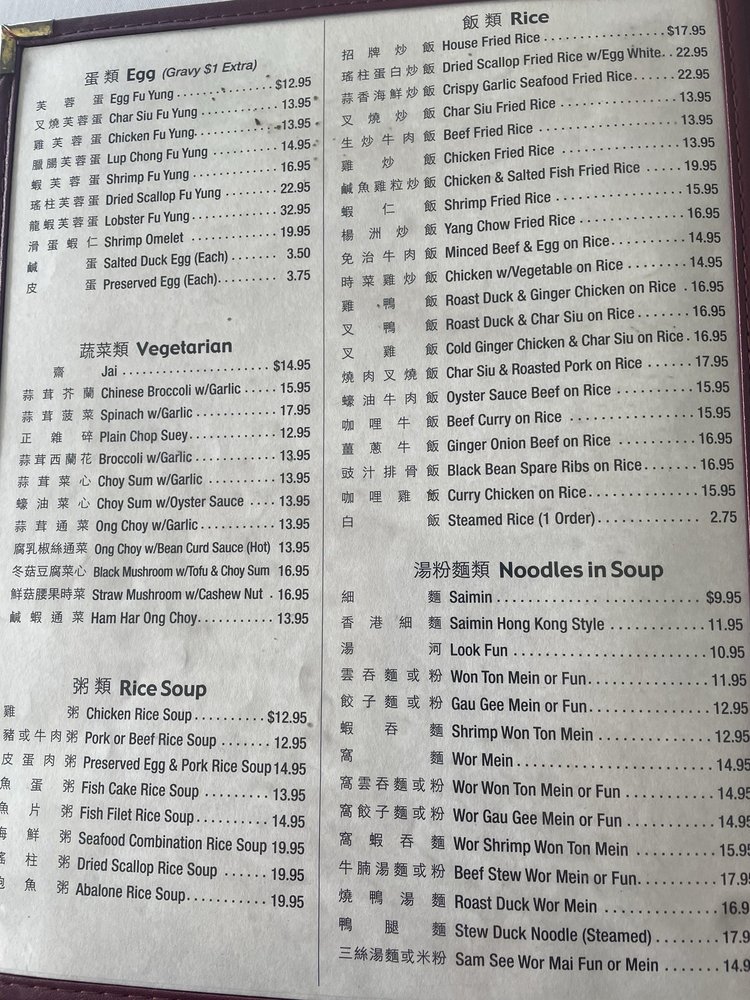 蛋類 Egg (Gravy $1 Extra)
芙蓉蛋 Egg Fu Yung $12.95
叉燒芙蓉蛋 Char Siu Fu Yung 13.95
雞芙蓉蛋 Chicken Fu Yung 13.95
臘腸芙蓉蛋 Lup Chong Fu Yung 14.95
蝦芙蓉蛋 Shrimp Fu Yung 16.95
瑤柱芙蓉蛋 Dried Scallop Fu Yung 22.95
龍蝦芙蓉蛋 Lobster Fu Yung 32.95
滑蛋蝦仁 Shrimp Omelet 19.95
鹹蛋 Salted Duck Egg (Each) 3.50
皮蛋 Preserved Egg (Each) 3.75
蔬菜類 Vegetarian
齋 Jai $14.95
蒜茸芥蘭 Chinese Broccoli w/Garlic 15.95
蒜茸菠菜 Spinach w/Garlic 17.95
正雜碎 Plain Chop Suey 12.95
蒜茸西蘭花 Broccoli w/Garlic 13.95
蒜茸菜心 Choy Sum w/Garlic 13.95
蠔油菜心 Choy Sum w/Oyster Sauce 13.95
蒜茸通菜 Ong Choy w/Garlic 13.95
腐乳椒絲通菜 Ong Choy w/Bean Curd Sauce (Hot) 13.95
冬菇豆腐菜心 Black Mushroom w/Tofu & Choy Sum 16.95
鮮菇腰果時菜 Straw Mushroom w/Cashew Nut 16.95
鹹蝦通菜 Ham Har Ong Choy 13.95
粥類 Rice Soup
雞粥 Chicken Rice Soup $12.95
豬或牛肉粥 Pork or Beef Rice Soup 12.95
皮蛋肉粥 Preserved Egg & Pork Rice Soup 14.95
魚蛋粥 Fish Cake Rice Soup 13.95
魚片粥 Fish Filet Rice Soup 14.95
海鮮粥 Seafood Combination Rice Soup 19.95
瑤柱粥 Dried Scallop Rice Soup 19.95
鮑魚粥 Abalone Rice Soup 19.95
飯類 Rice
招牌炒飯 House Fried Rice $17.95
瑤柱蛋白炒飯 Dried Scallop Fried Rice w/Egg White 22.95
蒜香海鮮炒飯 Crispy Garlic Seafood Fried Rice 22.95
叉燒炒飯 Char Siu Fried Rice 13.95
生炒牛肉飯 Beef Fried Rice 13.95
雞炒飯 Chicken Fried Rice 13.95
鹹魚雞粒炒飯 Chicken & Salted Fish Fried Rice 19.95
蝦仁飯 Shrimp Fried Rice 15.95
楊洲炒飯 Yang Chow Fried Rice 16.95
免治牛肉飯 Minced Beef & Egg on Rice 14.95
時菜雞炒飯 Chicken w/Vegetable on Rice 14.95
雞鴨飯 Roast Duck & Ginger Chicken on Rice 16.95
叉鴨飯 Roast Duck & Char Siu on Rice 16.95
叉雞飯 Cold Ginger Chicken & Char Siu on Rice 16.95
燒肉叉燒飯 Char Siu & Roasted Pork on Rice 17.95
蠔油牛肉飯 Oyster Sauce Beef on Rice 15.95
咖哩牛飯 Beef Curry on Rice 15.95
薑蔥牛飯 Ginger Onion Beef on Rice 16.95
豉汁排骨飯 Black Bean Spare Ribs on Rice 16.95
咖哩雞飯 Curry Chicken on Rice 15.95
白飯 Steamed Rice (1 Order) 2.75
湯粉麵類 Noodles in Soup
細麵 Saimin $9.95
香港細麵 Saimin Hong Kong Style 11.95
湯河 Look Fun 10.95
雲吞麵或粉 Won Ton Mein or Fun 11.95
餃子麵或粉 Gau Gee Mein or Fun 12.95
蝦吞麵 Shrimp Won Ton Mein 12.95
窩麵 Wor Mein 14.95
窩雲吞麵或粉 Wor Won Ton Mein or Fun 14.95
窩餃子麵或粉 Wor Gau Gee Mein or Fun 14.95
窩蝦吞麵 Wor Shrimp Won Ton Mein 15.95
牛腩湯麵或粉 Beef Stew Wor Mein or Fun 17.95
燒鴨湯麵 Roast Duck Wor Mein 16.9
鴨腿麵 Stew Duck Noodle (Steamed) 17.9
三絲湯麵或米粉 Sam See Wor Mai Fun or Mein 14.9